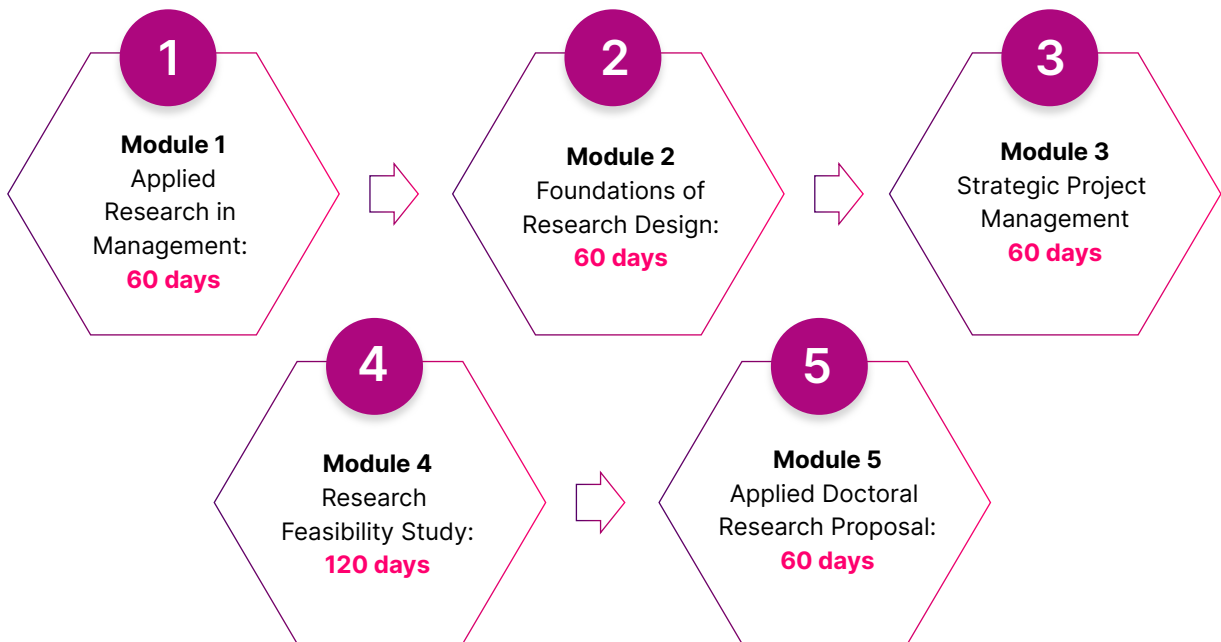 1
Module 1
Applied
Research in
Management:
60 days
2
Module 2
Foundations of
Research Design:
60 days
3
Module 3
Strategic Project
Management
60 days
4
Module 4
Research
Feasibility Study:
120 days
5
Module 5
Applied Doctoral
Research Proposal:
60 days